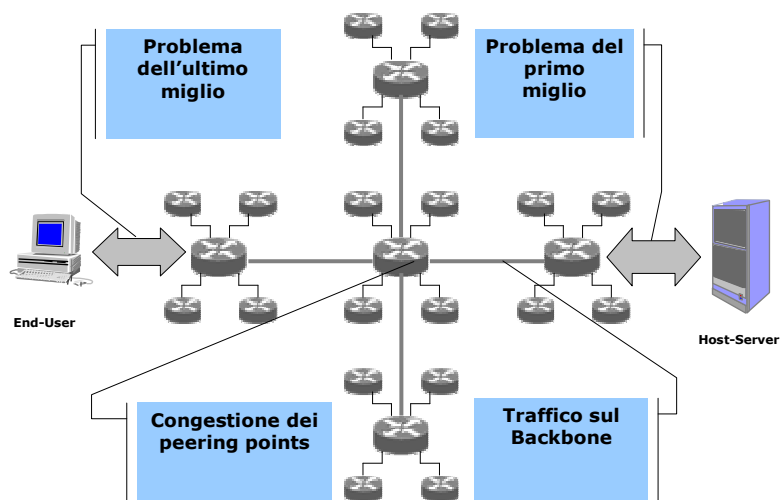 Problema
dell'ultimo
miglio
Problema del
primo
miglio
End-User
Host-Server
Congestione dei
peering points
Traffico sul
Backbone